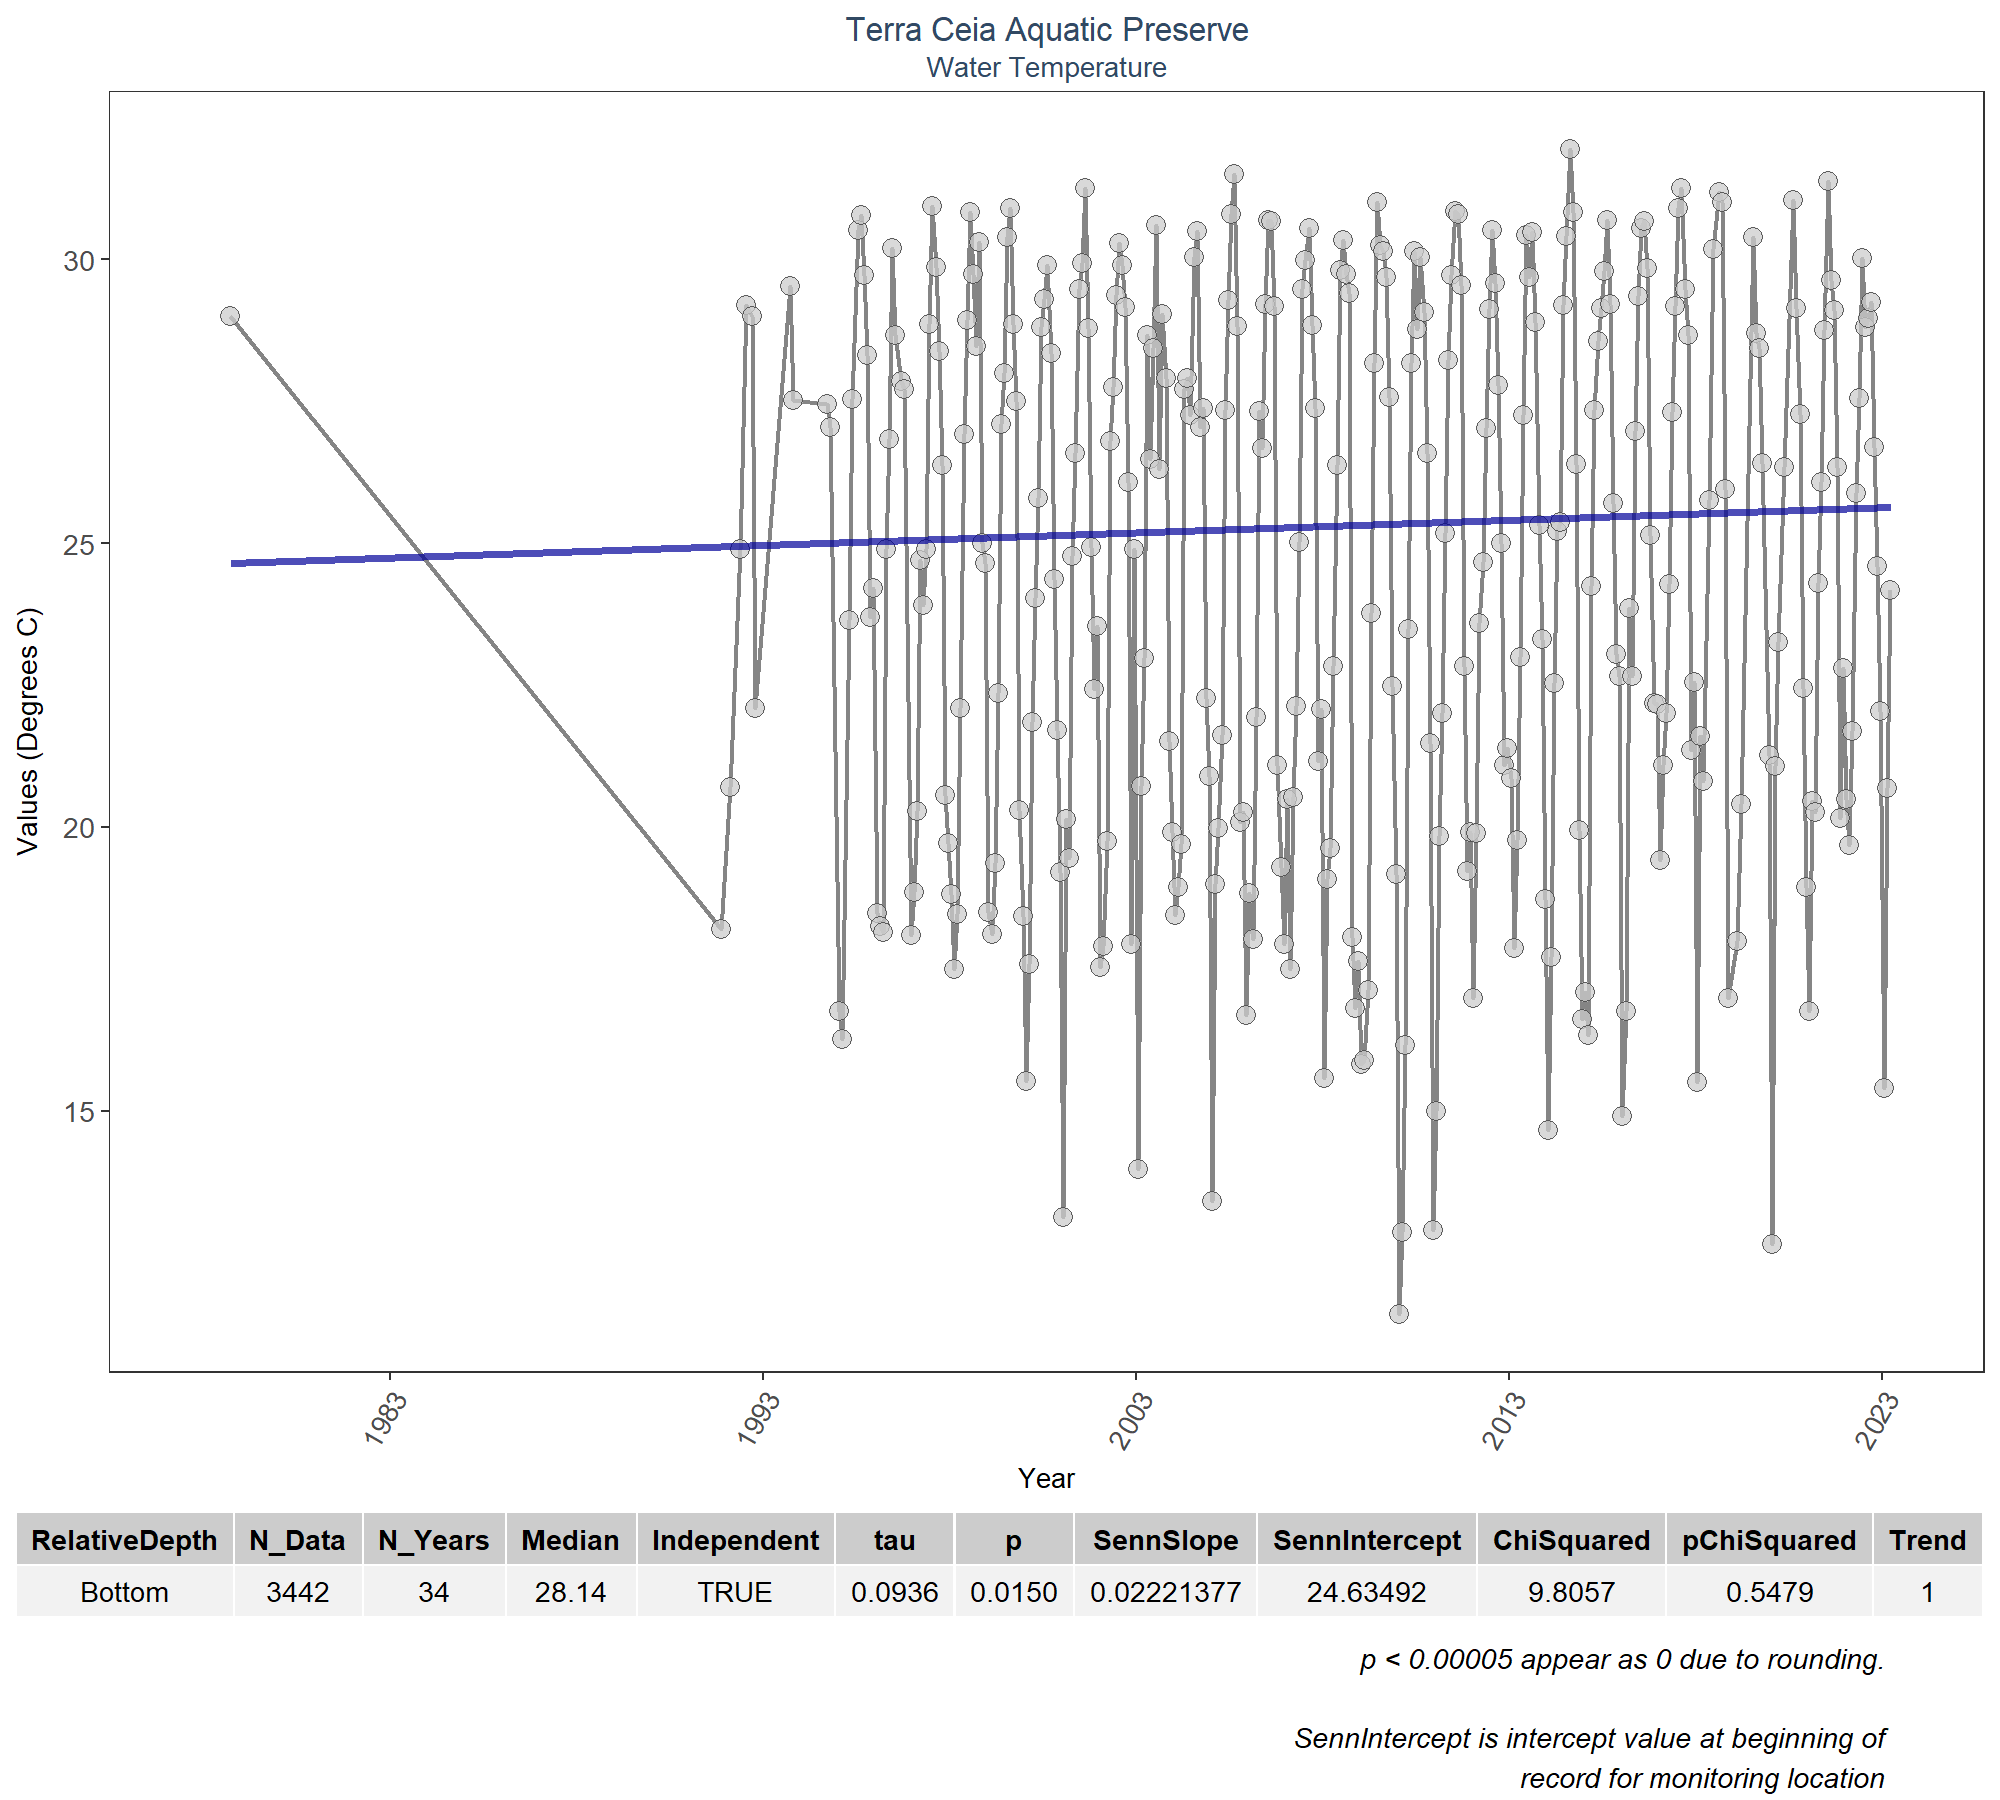 Terra Ceia Aquatic Preserve
Water Temperature
Values (Degrees C)
30
25
20
15
1983
1993
2003
2013
2023
Year
RelativeDepth N_Data N_Years Median Independent tau p SennSlope SennIntercept ChiSquared pChiSquared Trend
Bottom 3442 34 28.14 TRUE 0.0936 0.0150 0.02221377 24.63492 9.8057 0.5479 1
p < 0.00005 appear as 0 due to rounding.
SennIntercept is intercept value at beginning of
record for monitoring location